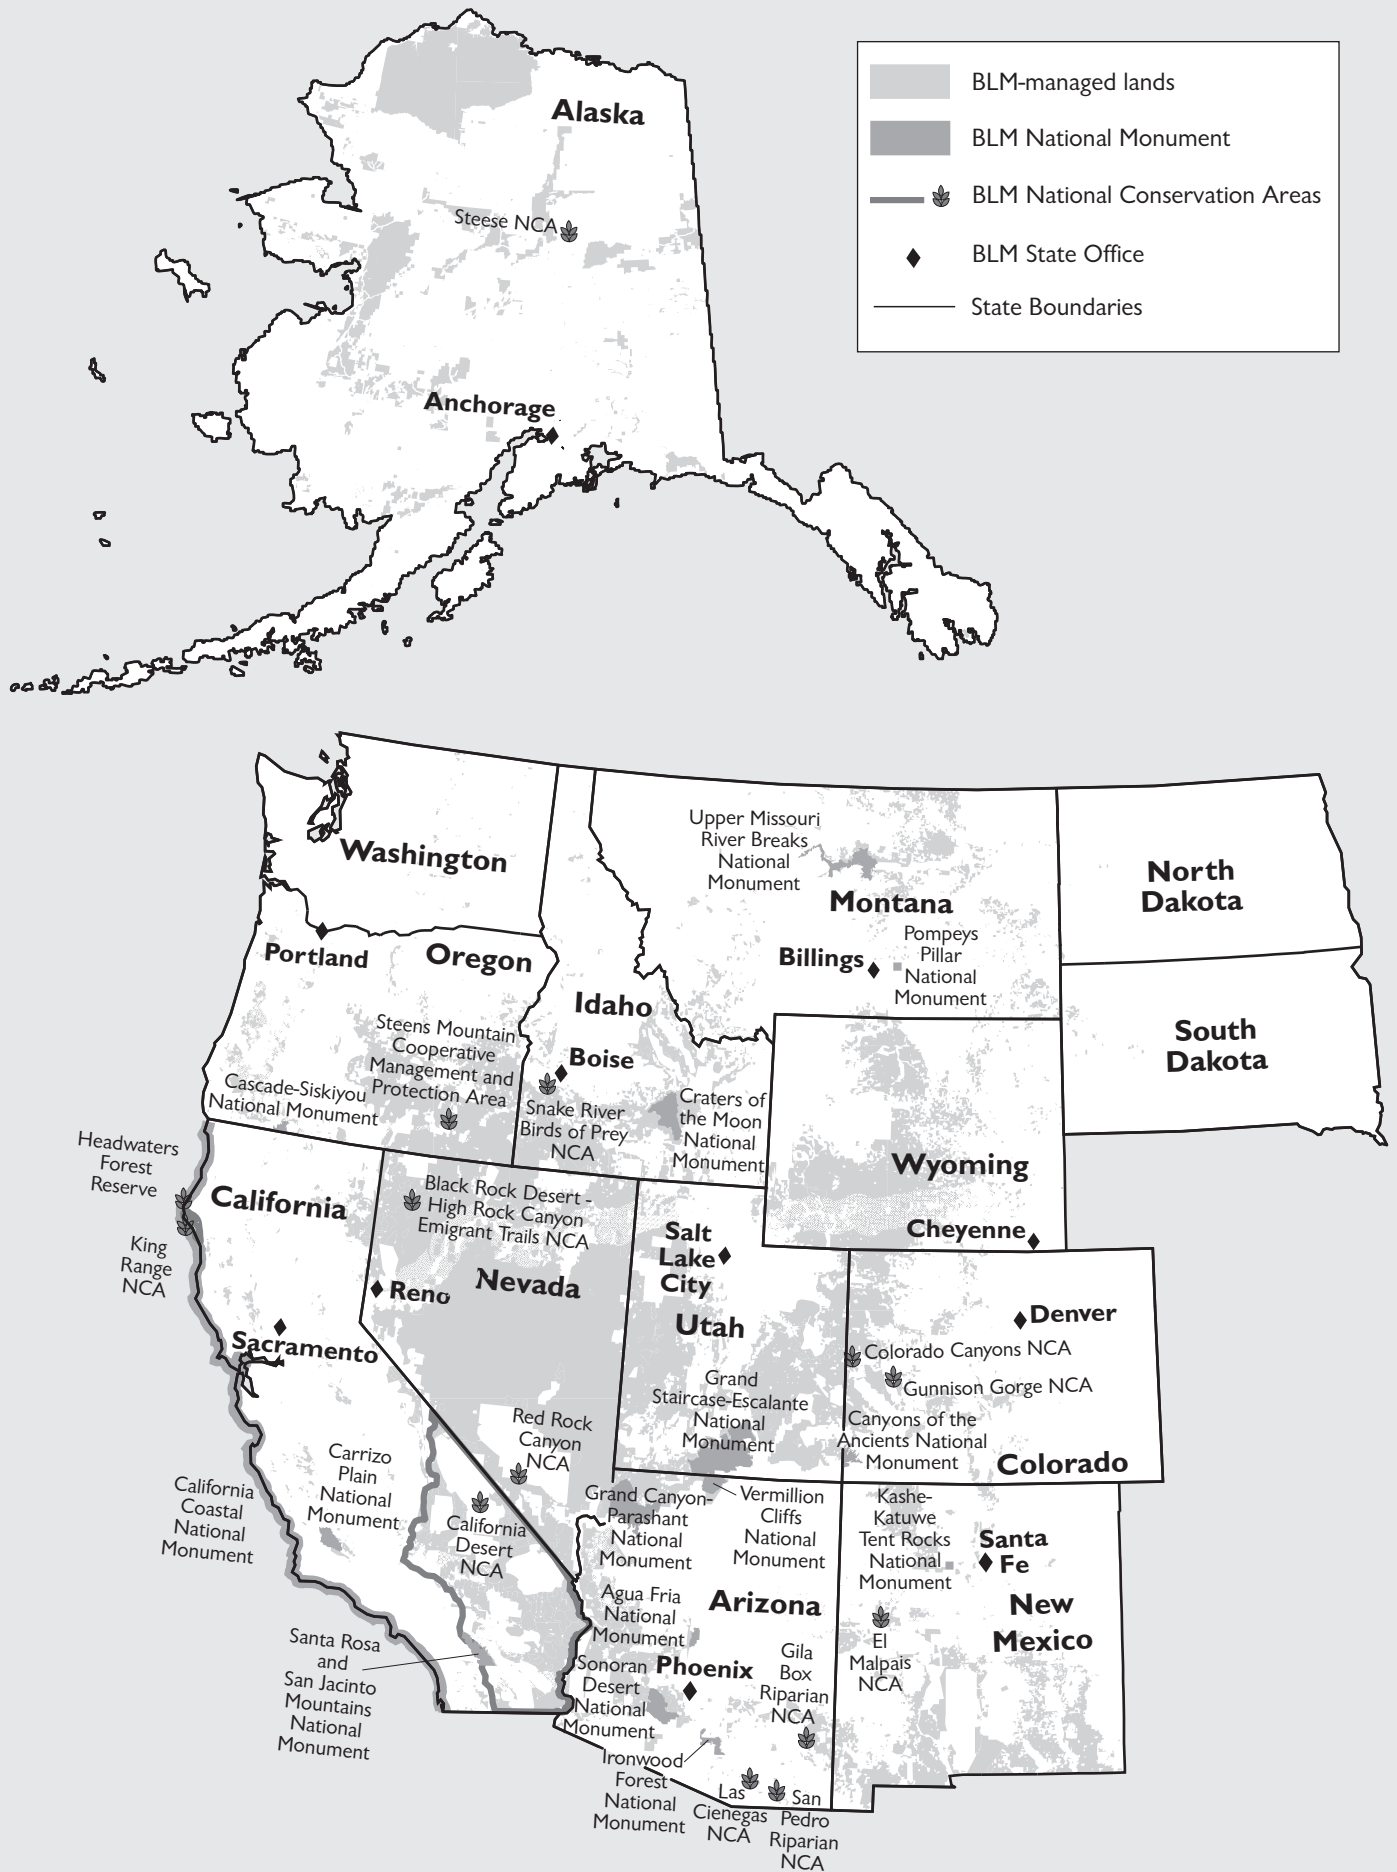 Alaska
BLM-managed lands
BLM National Monument
BLM National Conservation Areas
BLM State Office
State Boundaries
Steese NCA
Anchorage
Washington
Upper Missouri
River Breaks
National
Monument
Montana
North
Dakota
Portland
Oregon
Billings
Pompeys
Pillar
National
Monument
Idaho
South
Dakota
Steens Mountain
Cooperative
Management and
Protection Area
Boise
Cascade-Siskiyou
National Monument
Snake River
Birds of Prey
NCA
Craters of
the Moon
National
Monument
Wyoming
Cheyenne
Headwaters
Forest
Reserve
California
King
Range
NCA
Black Rock Desert -
High Rock Canyon
Emigrant Trails NCA
Salt
Lake
City
Reno
Nevada
Utah
Denver
Sacramento
Colorado Canyons NCA
Gunnison Gorge NCA
Grand
Staircase-Escalante
National
Monument
Canyons of the
Ancients National
Monument
Colorado
Red Rock
Canyon
NCA
Carrizo
Plain
National
Monument
California
Coastal
National
Monument
California
Desert
NCA
Grand Canyon-
Parashant
National
Monument
Vermillion
Cliffs
National
Monument
Kashe-
Katuwe
Tent Rocks
National
Monument
Santa
Fe
Agua Fria
National
Monument
Arizona
New
Mexico
Santa Rosa
and
San Jacinto
Mountains
National
Monument
Sonoran
Desert
National
Monument
Phoenix
Gila
Box
Riparian
NCA
El
Malpais
NCA
Ironwood
Forest
National
Monument
Las
Cienegas
NCA
San
Pedro
Riparian
NCA